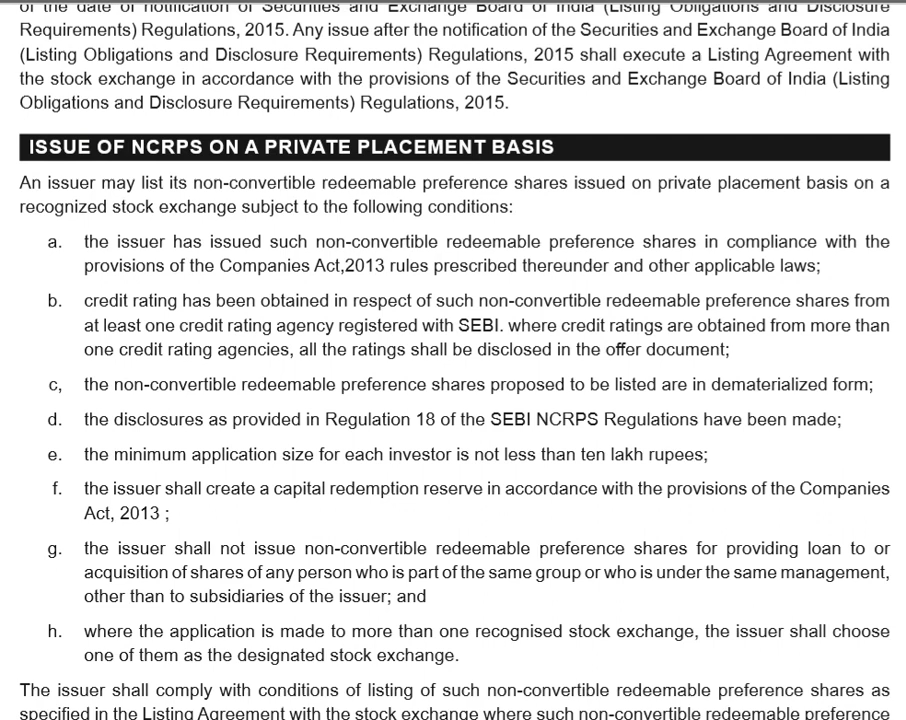 of the date of notification of Securities and Exchange Board of India (Listing Obligations and Disclosure
Requirements) Regulations, 2015. Any issue after the notification of the Securities and Exchange Board of India
(Listing Obligations and Disclosure Requirements) Regulations, 2015 shall execute a Listing Agreement with
the stock exchange in accordance with the provisions of the Securities and Exchange Board of India (Listing
Obligations and Disclosure Requirements) Regulations, 2015.
ISSUE OF NCRPS ON A PRIVATE PLACEMENT BASIS
An issuer may list its non-convertible redeemable preference shares issued on private placement basis on a
recognized stock exchange subject to the following conditions:
a. the issuer has issued such non-convertible redeemable preference shares in compliance with the
provisions of the Companies Act,2013 rules prescribed thereunder and other applicable laws;
b. credit rating has been obtained in respect of such non-convertible redeemable preference shares from
at least one credit rating agency registered with SEBI. where credit ratings are obtained from more than
one credit rating agencies, all the ratings shall be disclosed in the offer document;
c, the non-convertible redeemable preference shares proposed to be listed are in dematerialized form;
d. the disclosures as provided in Regulation 18 of the SEBI NCRPS Regulations have been made;
e. the minimum application size for each investor is not less than ten lakh rupees;
f. the issuer shall create a capital redemption reserve in accordance with the provisions of the Companies
Act, 2013 ;
g. the issuer shall not issue non-convertible redeemable preference shares for providing loan to or
acquisition of shares of any person who is part of the same group or who is under the same management,
other than to subsidiaries of the issuer; and
h. where the application is made to more than one recognised stock exchange, the issuer shall choose
one of them as the designated stock exchange.
The issuer shall comply with conditions of listing of such non-convertible redeemable preference shares as
specified in the Listing Agreement with the stock exchange where such non-convertible redeemable preference